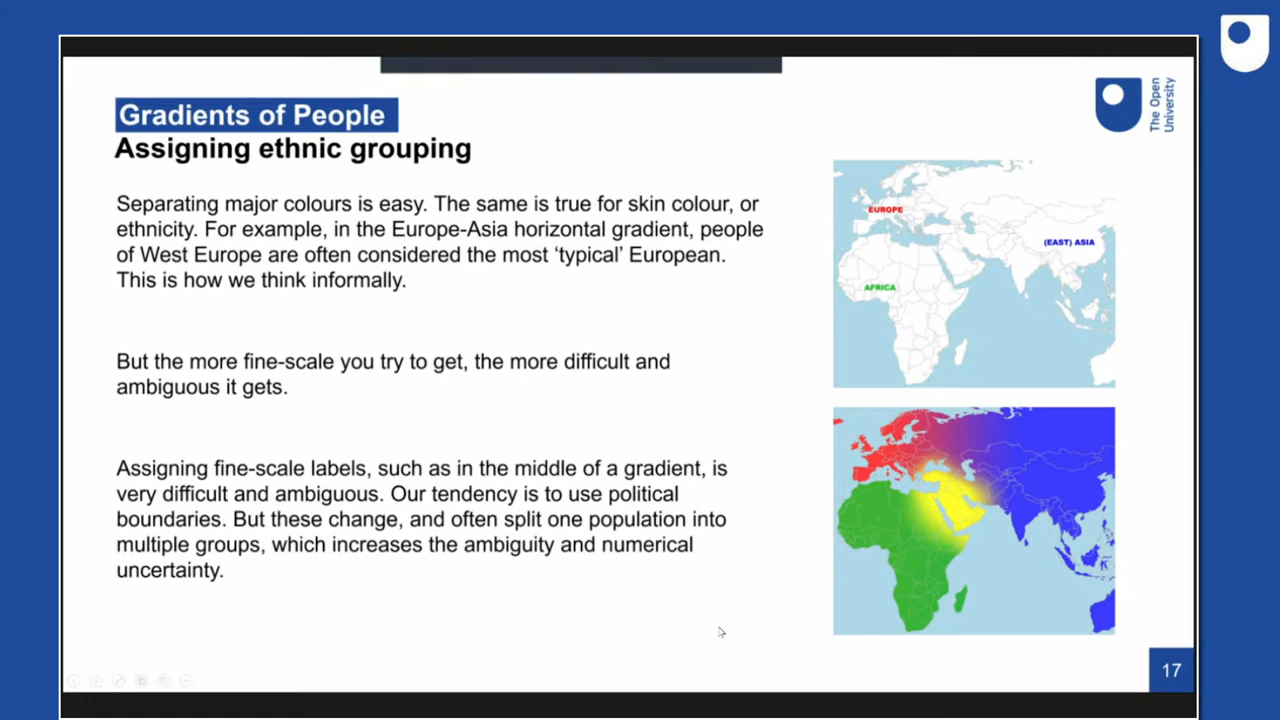 Gradients of People
Assigning ethnic grouping
The Open
University
Separating major colours is easy. The same is true for skin colour, or
ethnicity. For example, in the Europe-Asia horizontal gradient, people
of West Europe are often considered the most ‘typical’ European.
This is how we think informally.
But the more fine-scale you try to get, the more difficult and
ambiguous it gets.
Assigning fine-scale labels, such as in the middle of a gradient, is
very difficult and ambiguous. Our tendency is to use political
boundaries. But these change, and often split one population into
multiple groups, which increases the ambiguity and numerical
uncertainty.
EUROPE
(EAST) ASIA
AFRICA
17